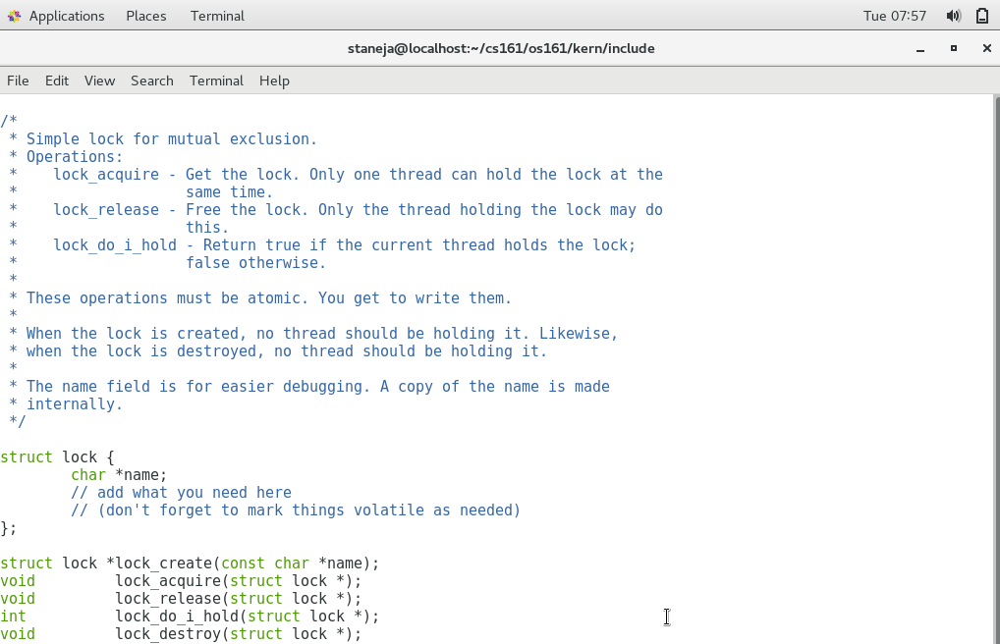 Applications Places Terminal Tue 07:57
staneja@localhost:~/cs161/os161/kern/include
File Edit View Search Terminal Help
/*
 * Simple lock for mutual exclusion.
 * Operations:
 *    lock_acquire - Get the lock. Only one thread can hold the lock at the
 *                   same time.
 *    lock_release - Free the lock. Only the thread holding the lock may do
 *                   this.
 *    lock_do_i_hold - Return true if the current thread holds the lock;
 *                   false otherwise.
 *
 * These operations must be atomic. You get to write them.
 *
 * When the lock is created, no thread should be holding it. Likewise,
 * when the lock is destroyed, no thread should be holding it.
 *
 * The name field is for easier debugging. A copy of the name is made
 * internally.
 */
struct lock {
        char *name;
        // add what you need here
        // (don't forget to mark things volatile as needed)
};
struct lock *lock_create(const char *name);
void         lock_acquire(struct lock *);
void         lock_release(struct lock *);
int          lock_do_i_hold(struct lock *);
void         lock_destroy(struct lock *);